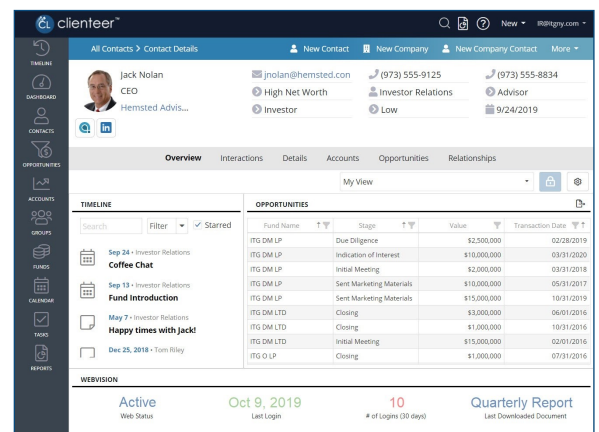 CL clienteer™ New IR@itgny.com
All Contacts > Contact Details New Contact New Company New Company Contact More
TIMELINE
DASHBOARD
CONTACTS
OPPORTUNITIES
ACCOUNTS
GROUPS
FUNDS
CALENDAR
TASKS
REPORTS
Jack Nolan jnolan@hemsted.con (973) 555-9125 (973) 555-8834
CEO High Net Worth Investor Relations Advisor
Hemsted Advis... Investor Low 9/24/2019
in
Overview Interactions Details Accounts Opportunities Relationships
My View
TIMELINE
Search Filter Starred
Sep 24 • Investor Relations
Coffee Chat
Sep 13 • Investor Relations
Fund Introduction
May 7 • Investor Relations
Happy times with Jack!
Dec 25, 2018 • Tom Riley
OPPORTUNITIES
Fund Name Stage Value Transaction Date
ITG DM LP Due Diligence $2,500,000 02/28/2019
ITG DM LP Indication of Interest $10,000,000 03/31/2020
ITG DM LP Initial Meeting $2,000,000 03/31/2018
ITG DM LP Sent Marketing Materials $10,000,000 05/31/2017
ITG DM LP Sent Marketing Materials $15,000,000 10/31/2019
ITG DM LTD Closing $3,000,000 06/01/2016
ITG DM LTD Closing $1,000,000 10/31/2016
ITG DM LTD Initial Meeting $15,000,000 02/01/2016
ITG O LP Closing $1,000,000 07/31/2016
WEBVISION
Active Oct 9, 2019 10 Quarterly Report
Web Status Last Login # of Logins (30 days) Last Downloaded Document